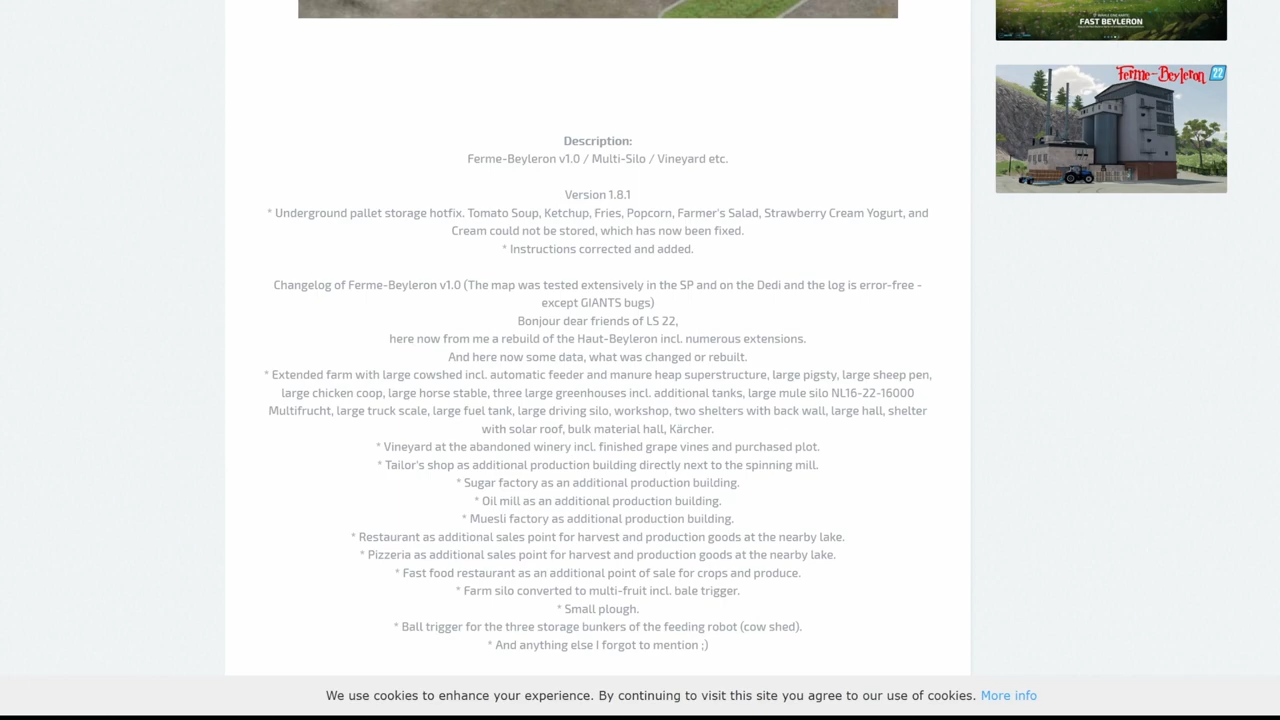 FAST BEYLERON
Ferme-Beyleron 22
Description:
Ferme-Beyleron v1.0 / Multi-Silo / Vineyard etc.
Version 1.8.1
* Underground pallet storage hotfix. Tomato Soup, Ketchup, Fries, Popcorn, Farmer's Salad, Strawberry Cream Yogurt, and
Cream could not be stored, which has now been fixed.
* Instructions corrected and added.
Changelog of Ferme-Beyleron v1.0 (The map was tested extensively in the SP and on the Dedi and the log is error-free -
except GIANTS bugs)
Bonjour dear friends of LS 22,
here now from me a rebuild of the Haut-Beyleron incl. numerous extensions.
And here now some data, what was changed or rebuilt.
* Extended farm with large cowshed incl. automatic feeder and manure heap superstructure, large pigsty, large sheep pen,
large chicken coop, large horse stable, three large greenhouses incl. additional tanks, large mule silo NL16-22-16000
Multifrucht, large truck scale, large fuel tank, large driving silo, workshop, two shelters with back wall, large hall, shelter
with solar roof, bulk material hall, Kärcher.
* Vineyard at the abandoned winery incl. finished grape vines and purchased plot.
* Tailor's shop as additional production building directly next to the spinning mill.
* Sugar factory as an additional production building.
* Oil mill as an additional production building.
* Muesli factory as additional production building.
* Restaurant as additional sales point for harvest and production goods at the nearby lake.
* Pizzeria as additional sales point for harvest and production goods at the nearby lake.
* Fast food restaurant as an additional point of sale for crops and produce.
* Farm silo converted to multi-fruit incl. bale trigger.
* Small plough.
* Ball trigger for the three storage bunkers of the feeding robot (cow shed).
* And anything else I forgot to mention ;)
We use cookies to enhance your experience. By continuing to visit this site you agree to our use of cookies. More info